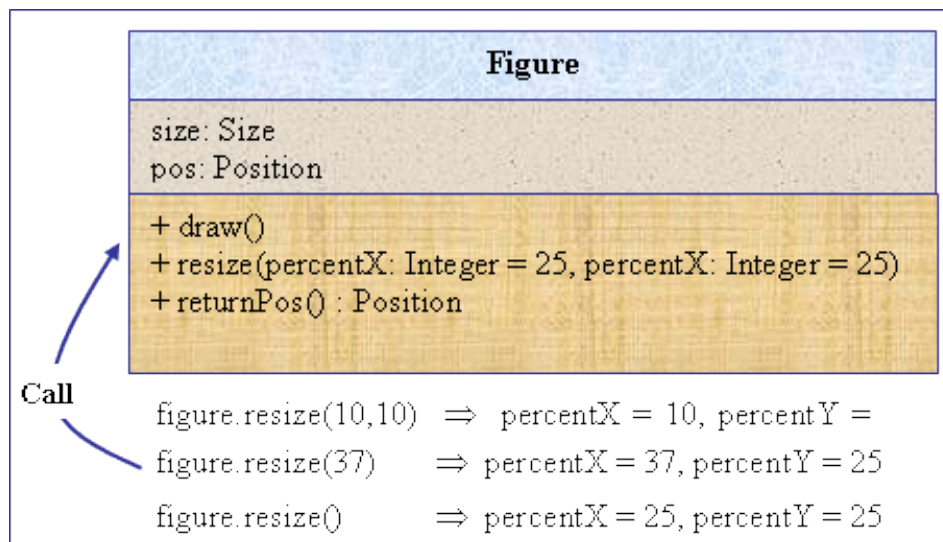 Figure
size: Size
pos: Position
+ draw()
+ resize(percentX: Integer = 25, percentX: Integer = 25)
+ returnPos() : Position
Call
figure.resize(10,10) ⇒ percentX = 10, percentY =
figure.resize(37) ⇒ percentX = 37, percentY = 25
figure.resize() ⇒ percentX = 25, percentY = 25